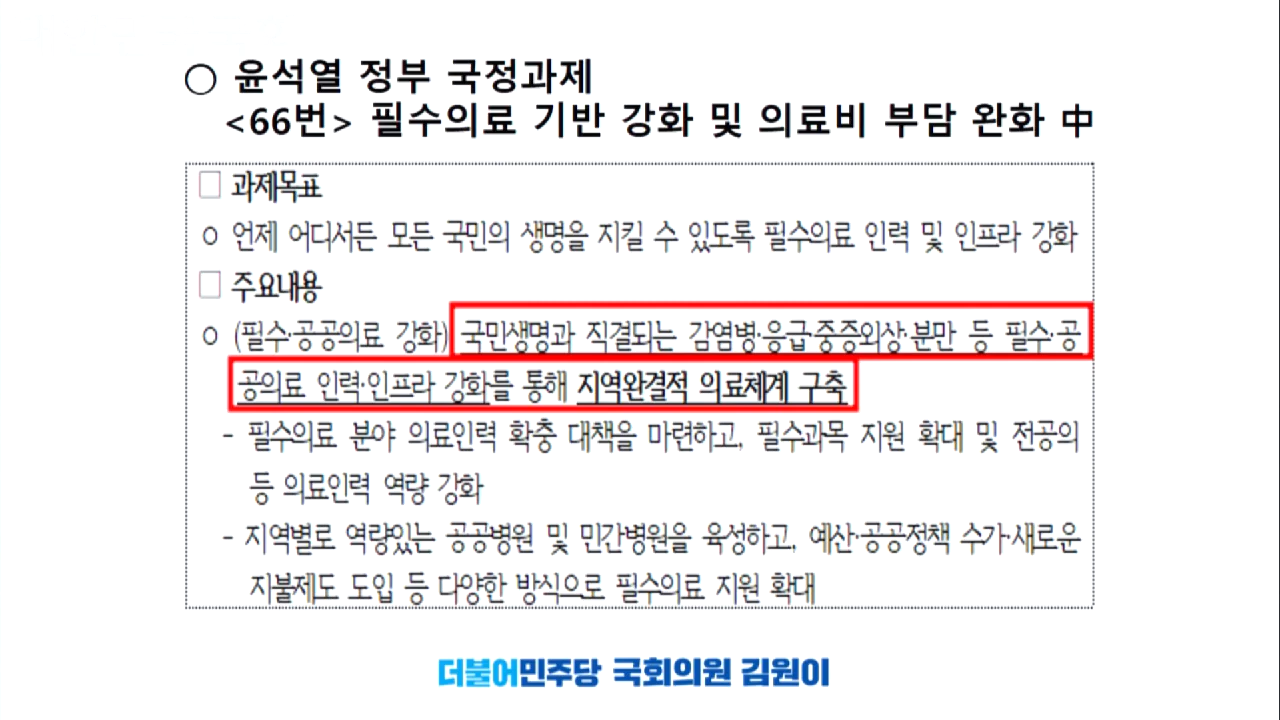 ○ 윤석열 정부 국정과제
<66번> 필수의료 기반 강화 및 의료비 부담 완화 中
□ 과제목표
ㅇ 언제 어디서든 모든 국민의 생명을 지킬 수 있도록 필수의료 인력 및 인프라 강화
□ 주요내용
ㅇ (필수·공공의료 강화) 국민생명과 직결되는 감염병·응급·중증외상·분만 등 필수·공
공의료 인력·인프라 강화를 통해 지역완결적 의료체계 구축
- 필수의료 분야 의료인력 확충 대책을 마련하고, 필수과목 지원 확대 및 전공의
등 의료인력 역량 강화
- 지역별로 역량있는 공공병원 및 민간병원을 육성하고, 예산·공공정책 수가·새로운
지불제도 도입 등 다양한 방식으로 필수의료 지원 확대
더불어민주당 국회의원 김원이